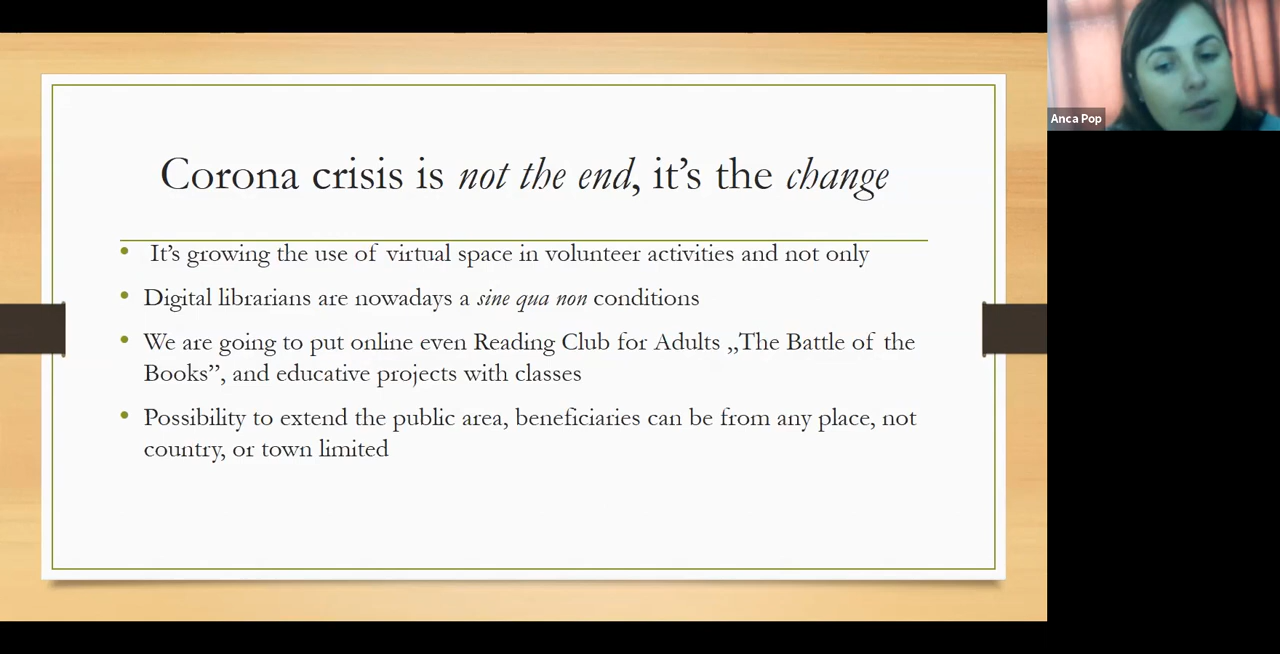 Corona crisis is not the end, it’s the change
It’s growing the use of virtual space in volunteer activities and not only
Digital librarians are nowadays a sine qua non conditions
We are going to put online even Reading Club for Adults „The Battle of the
Books”, and educative projects with classes
Possibility to extend the public area, beneficiaries can be from any place, not
country, or town limited
Anca Pop